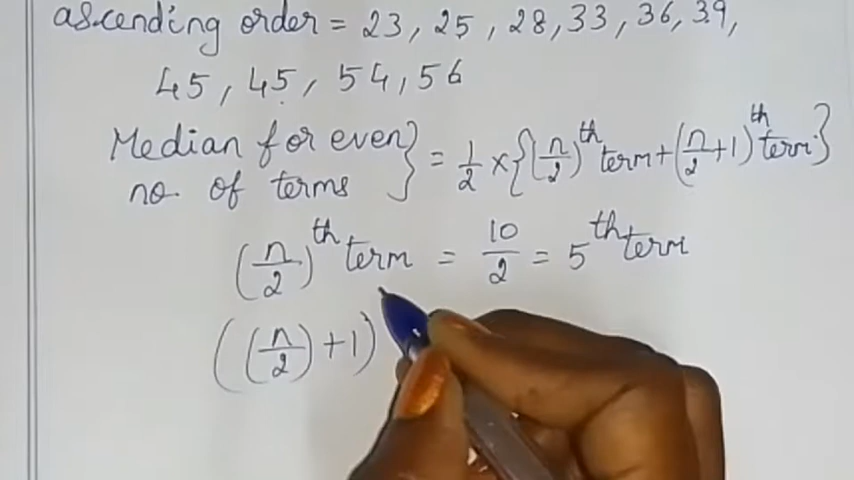 ascending order = 23, 25, 28, 33, 36, 39,
45, 45, 54, 56
Median for even no. of terms } = 1/2 × {(n/2)th term + (n/2 + 1)th term}
(n/2)th term = 10/2 = 5th term
((n/2) + 1)